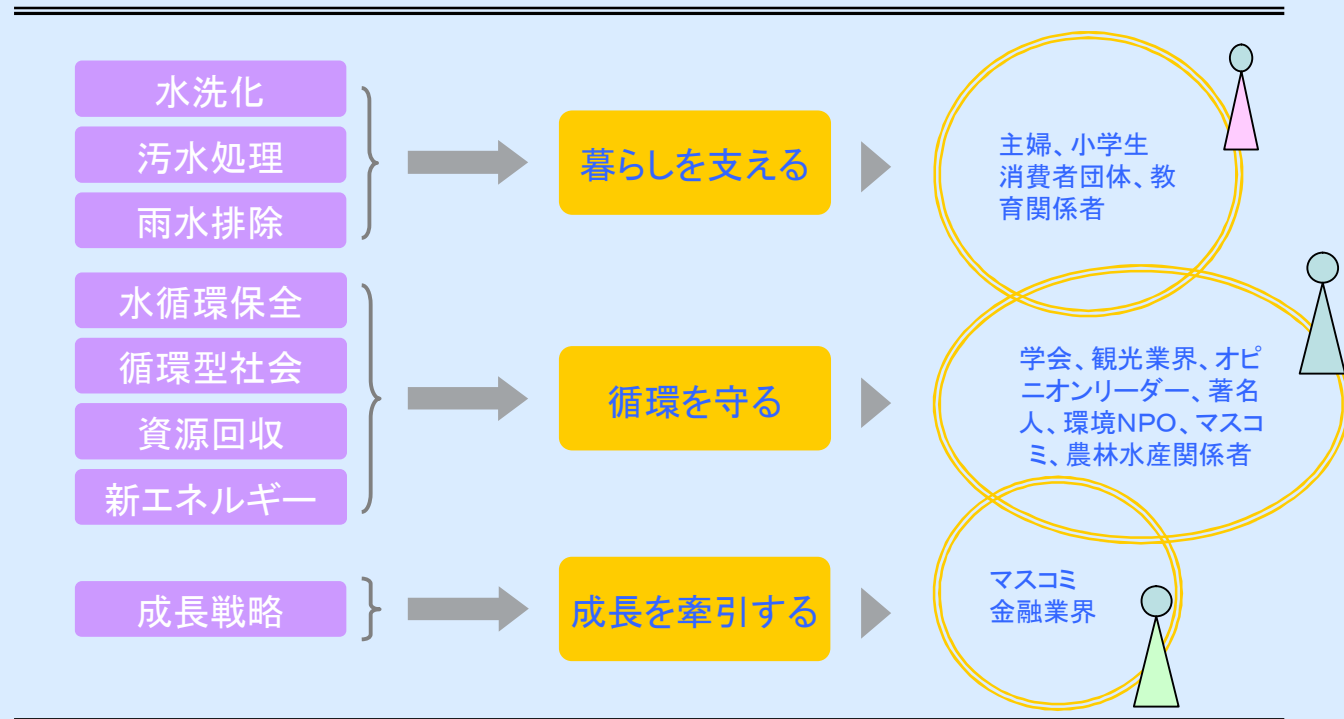 水洗化
汚水処理
雨水排除
暮らしを支える
主婦、小学生
消費者団体、教
育関係者
水循環保全
循環型社会
資源回収
新エネルギー
循環を守る
学会、観光業界、オピ
ニオンリーダー、著名
人、環境NPO、マスコ
ミ、農林水産関係者
成長戦略
成長を牽引する
マスコミ
金融業界